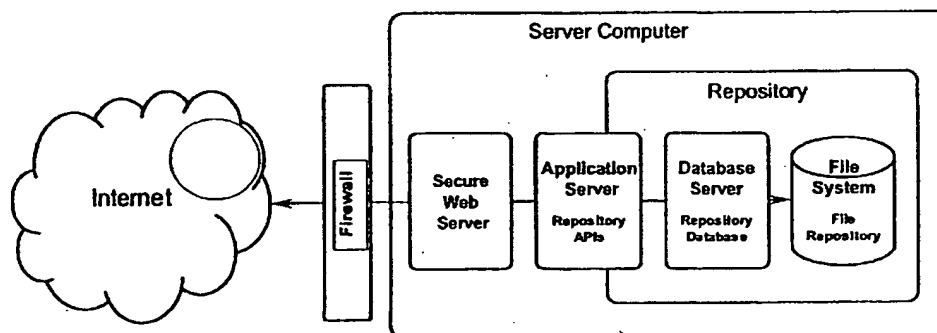 Server Computer
Repository
Internet
Firewall
Secure
Web
Server
Application
Server
Repository
APIs
Database
Server
Repository
Database
File
System
File
Repository